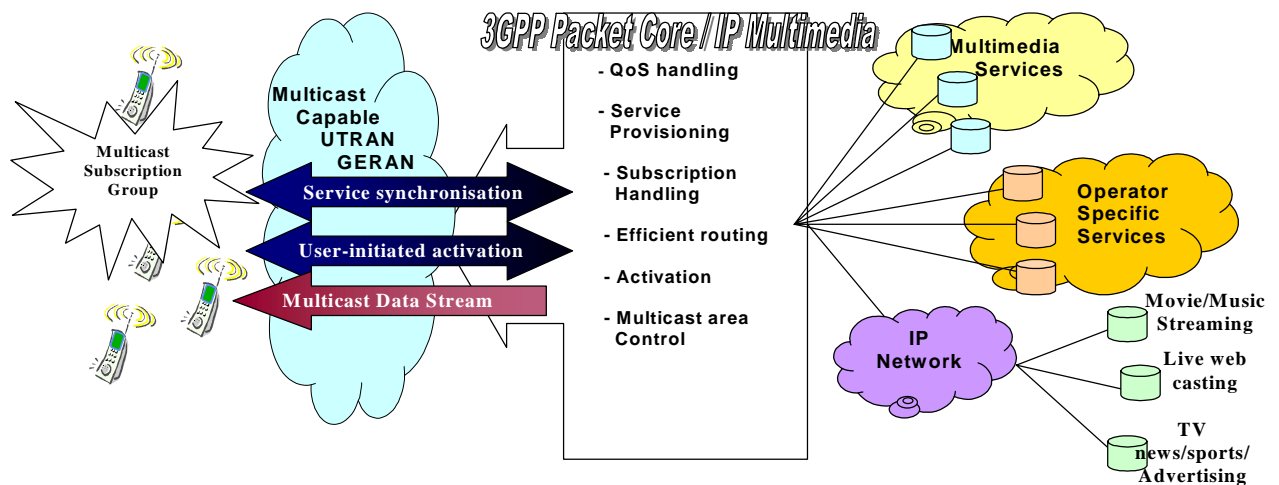 3GPP Packet Core / IP Multimedia
Multicast
Subscription
Group
Multicast
Capable
UTRAN
GERAN
Service synchronisation
User-initiated activation
Multicast Data Stream
- QoS handling
- Service
Provisioning
- Subscription
Handling
- Efficient routing
- Activation
- Multicast area
Control
Multimedia
Services
Operator
Specific
Services
IP
Network
Movie/Music
Streaming
Live web
casting
TV
news/sports/
Advertising